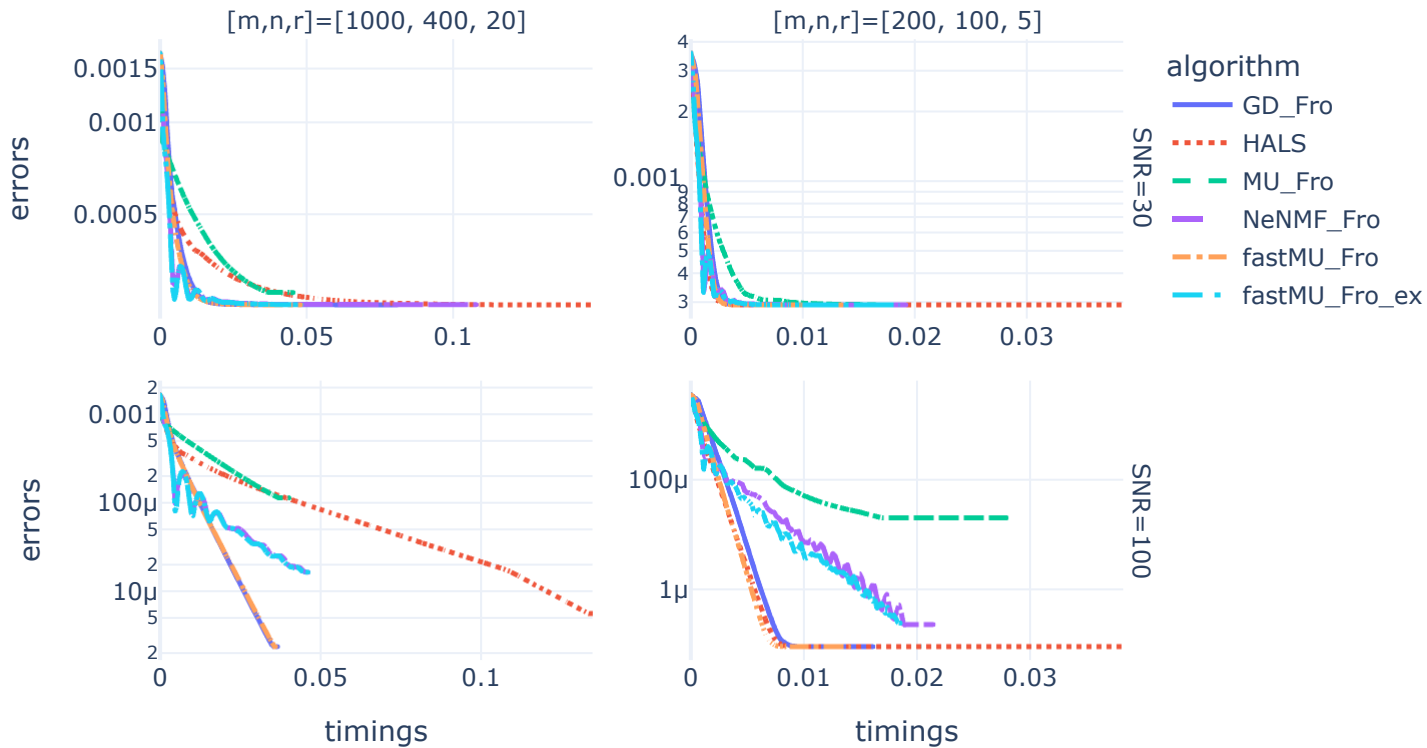 [m,n,r]=[1000, 400, 20]
[m,n,r]=[200, 100, 5]
errors
0.0015
0.001
0.0005
0
0.05
0.1
4
3
2
0.001
9
8
7
6
5
4
3
0
0.01
0.02
0.03
SNR=30
algorithm
GD_Fro
HALS
MU_Fro
NeNMF_Fro
fastMU_Fro
fastMU_Fro_ex
errors
2
0.001
5
2
100μ
5
2
10μ
5
2
0
0.05
0.1
timings
100μ
1μ
0
0.01
0.02
0.03
timings
SNR=100